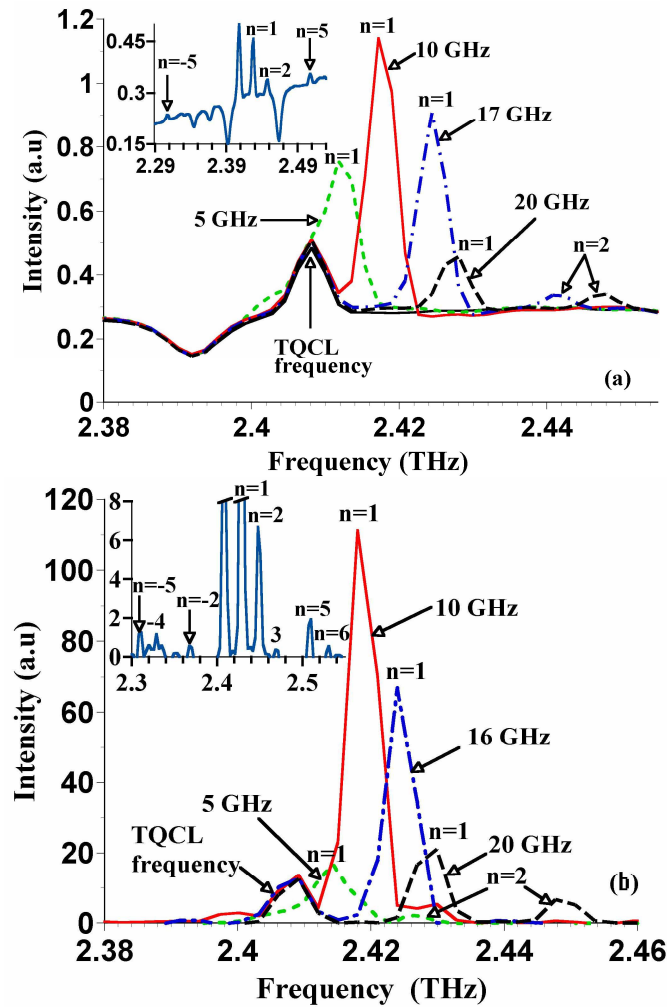 1.2
1
0.8
0.6
0.4
0.2
0
Intensity (a.u)
0.45
0.3
0.15
2.29
2.39
2.49
n=-5
n=1
n=2
n=5
n=1
10 GHz
n=1
17 GHz
n=1
5 GHz
20 GHz
n=1
n=2
TQCL
frequency
(a)
2.38
2.4
2.42
2.44
Frequency (THz)
120
100
80
60
40
20
0
Intensity (a.u)
8
6
4
2
0
2.3
2.4
2.5
n=1
n=2
n=-5
-4
n=-2
3
n=5
n=6
n=1
10 GHz
n=1
16 GHz
5 GHz
TQCL
frequency
n=1
n=1
20 GHz
n=2
(b)
2.38
2.4
2.42
2.44
2.46
Frequency (THz)